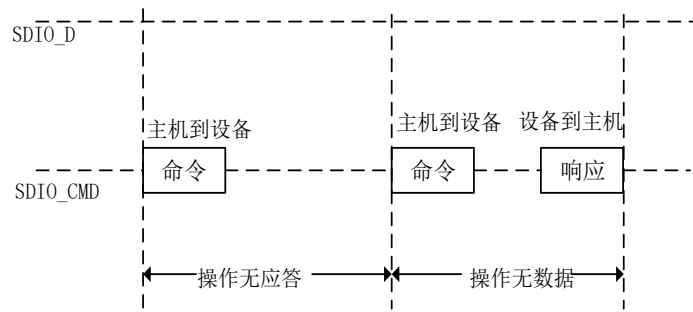 SDIO_D
主机到设备
主机到设备
设备到主机
命令
命令
响应
SDIO_CMD
操作无应答
操作无数据